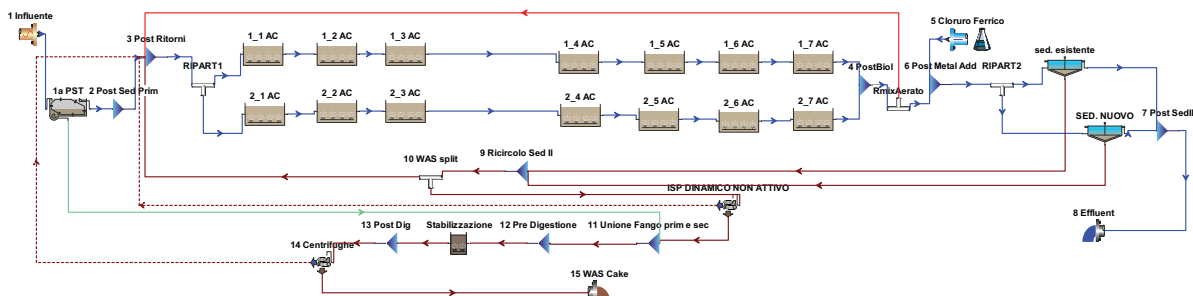 1 Influente
3 Post Ritorni
RIPART1
1_1 AC
1_2 AC
1_3 AC
1_4 AC
1_5 AC
1_6 AC
1_7 AC
5 Cloruro Ferrico
sed. esistente
1a PST
2 Post Sed Prim
4 PostBiol
RmixAerato
6 Post Metal Add
RIPART2
2_1 AC
2_2 AC
2_3 AC
2_4 AC
2_5 AC
2_6 AC
2_7 AC
SED. NUOVO
7 Post SedII
10 WAS split
9 Ricircolo Sed II
ISP DINAMICO NON ATTIVO
8 Effluent
13 Post Dig
Stabilizzazione
12 Pre Digestione
11 Unione Fango prim e sec
14 Centrifughe
15 WAS Cake